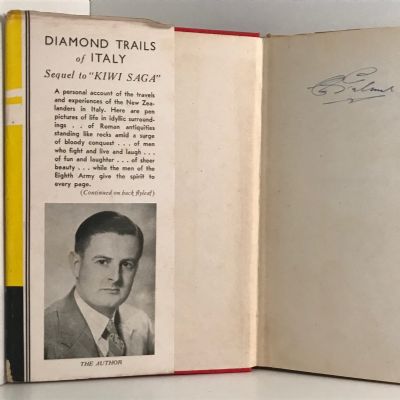 DIAMOND TRAILS
of ITALY
Sequel to "KIWI SAGA"
A personal account of the travels
and experiences of the New Zea-
landers in Italy. Here are pen
pictures of life in idyllic surround-
ings . . of Roman antiquities
standing like rocks amid a surge
of bloody conquest . . . of men
who fight and live and laugh . . .
of fun and laughter . . . of sheer
beauty . . . while the men of the
Eighth Army give the spirit to
every page.
(Continued on back flyleaf)
THE AUTHOR